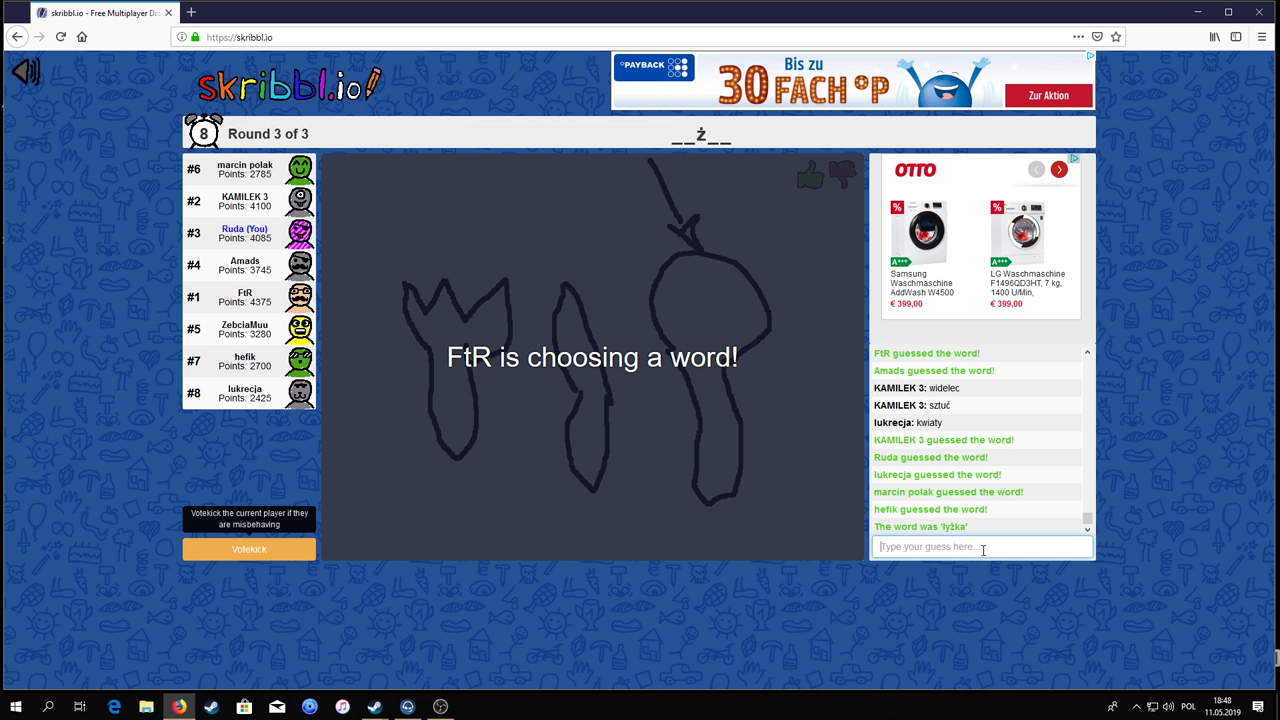 skribbl.io - Free Multiplayer Dra
https://skribbl.io
skribbl.io
°PAYBACK
Bis zu
30 FACH °P
Zur Aktion
8
Round 3 of 3
__ż__
#6
marcin polak
Points: 2785
#2
KAMILEK 3
Points: 4100
#3
Ruda (You)
Points: 4085
#4
Amads
Points: 3745
#1
FtR
Points: 4375
#5
ZebciaMuu
Points: 3280
#7
hefik
Points: 2700
#8
lukrecja
Points: 2425
Votekick the current player if they
are misbehaving
Votekick
FtR is choosing a word!
OTTO
%
A+++
Samsung
Waschmaschine
AddWash W4500
€ 399,00
%
A+++
LG Waschmaschine
F1496QD3HT, 7 kg,
1400 U/Min,
€ 399,00
FtR guessed the word!
Amads guessed the word!
KAMILEK 3: widelec
KAMILEK 3: sztuć
lukrecja: kwiaty
KAMILEK 3 guessed the word!
Ruda guessed the word!
lukrecja guessed the word!
marcin polak guessed the word!
hefik guessed the word!
The word was 'łyżka'
Type your guess here...
POL
18:48
11.05.2019